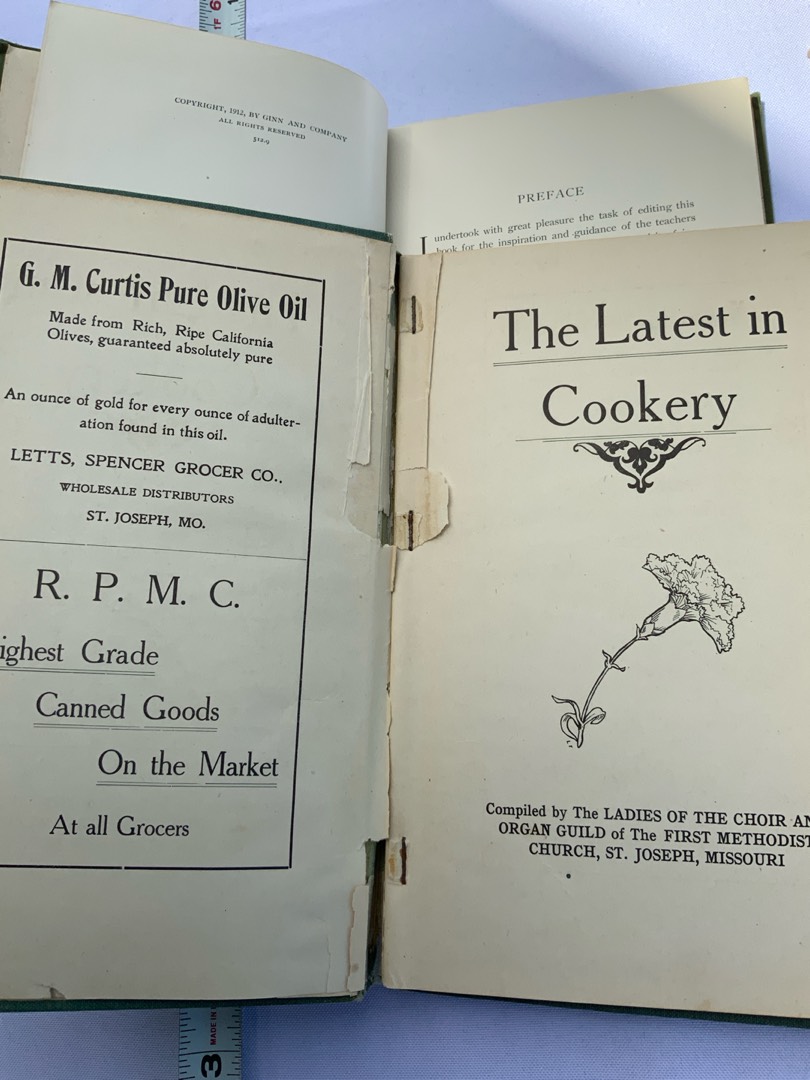 COPYRIGHT, 1912, BY GINN AND COMPANY
ALL RIGHTS RESERVED
512.9
PREFACE
I undertook with great pleasure the task of editing this
book for the inspiration and guidance of the teachers
G. M. Curtis Pure Olive Oil
Made from Rich, Ripe California
Olives, guaranteed absolutely pure
An ounce of gold for every ounce of adulter-
ation found in this oil.
LETTS, SPENCER GROCER CO..
WHOLESALE DISTRIBUTORS
ST. JOSEPH, MO.
R. P. M. C.
ighest Grade
Canned Goods
On the Market
At all Grocers
The Latest in
Cookery
Compiled by The LADIES OF THE CHOIR AN
ORGAN GUILD of The FIRST METHODIST
CHURCH, ST. JOSEPH, MISSOURI
6
1F
3
MADE IN